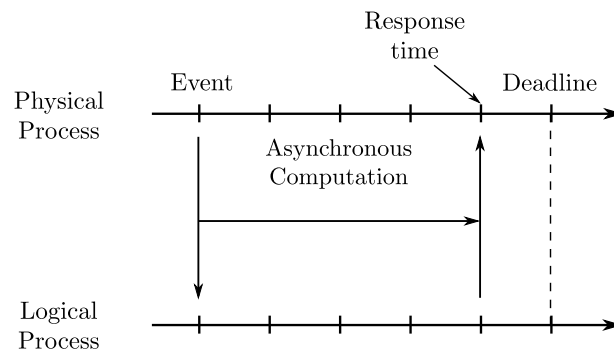 Response
time
Event
Deadline
Physical
Process
Asynchronous
Computation
Logical
Process